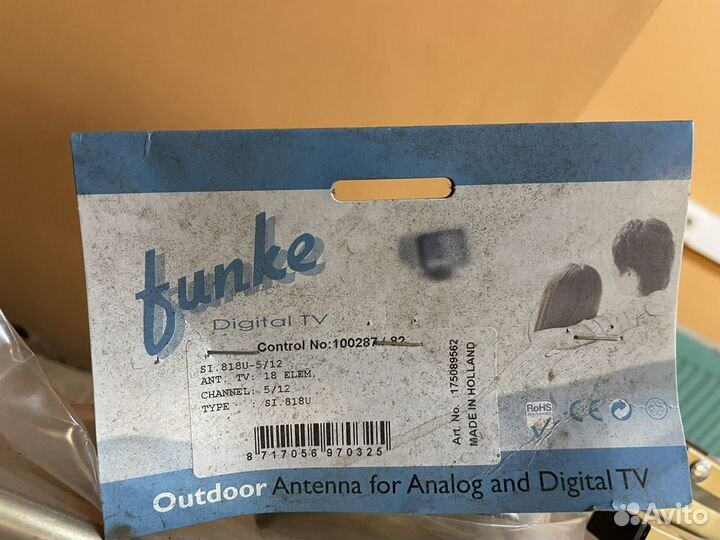 funke
Digital TV
Control No:100287 / 82
SI.818U-5/12
ANT. TV: 18 ELEM.
CHANNEL: 5/12
TYPE : SI.818U
8 717056 970325
Art. No. 175089562
MADE IN HOLLAND
RoHS
CE
Outdoor Antenna for Analog and Digital TV
Avito